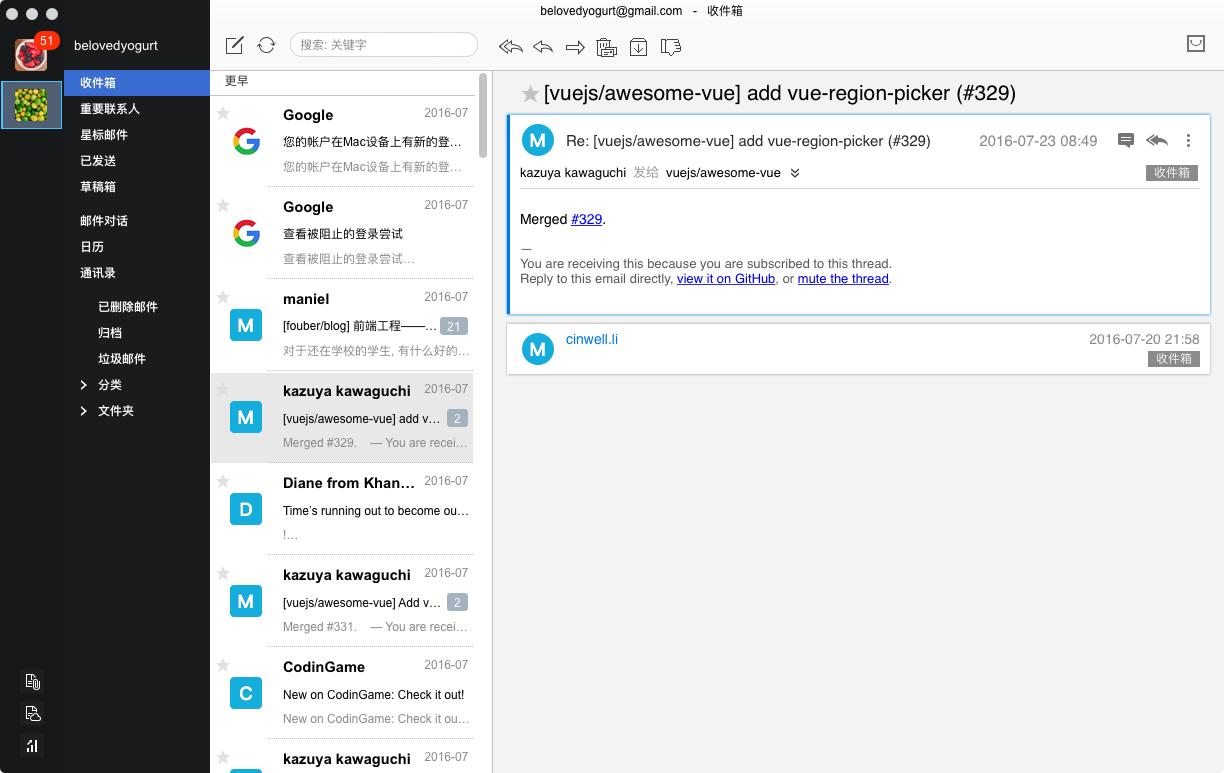 belovedyogurt@gmail.com - 收件箱
51
belovedyogurt
收件箱
重要联系人
星标邮件
已发送
草稿箱
邮件对话
日历
通讯录
已删除邮件
归档
垃圾邮件
分类
文件夹
搜索: 关键字
更早
Google 2016-07
您的帐户在Mac设备上有新的登…
您的帐户在Mac设备上有新的登…
Google 2016-07
查看被阻止的登录尝试
查看被阻止的登录尝试…
M maniel 2016-07
[fouber/blog] 前端工程——… 21
对于还在学校的学生, 有什么好的…
M kazuya kawaguchi 2016-07
[vuejs/awesome-vue] add v… 2
Merged #329. — You are recei…
D Diane from Khan… 2016-07
Time's running out to become ou…
!…
M kazuya kawaguchi 2016-07
[vuejs/awesome-vue] Add v… 2
Merged #331. — You are recei…
C CodinGame 2016-07
New on CodinGame: Check it out!
New on CodinGame: Check it ou…
kazuya kawaguchi 2016-07
[vuejs/awesome-vue] add vue-region-picker (#329)
M Re: [vuejs/awesome-vue] add vue-region-picker (#329) 2016-07-23 08:49
kazuya kawaguchi 发给 vuejs/awesome-vue 收件箱
Merged #329.
—
You are receiving this because you are subscribed to this thread.
Reply to this email directly, view it on GitHub, or mute the thread.
M cinwell.li 2016-07-20 21:58
收件箱